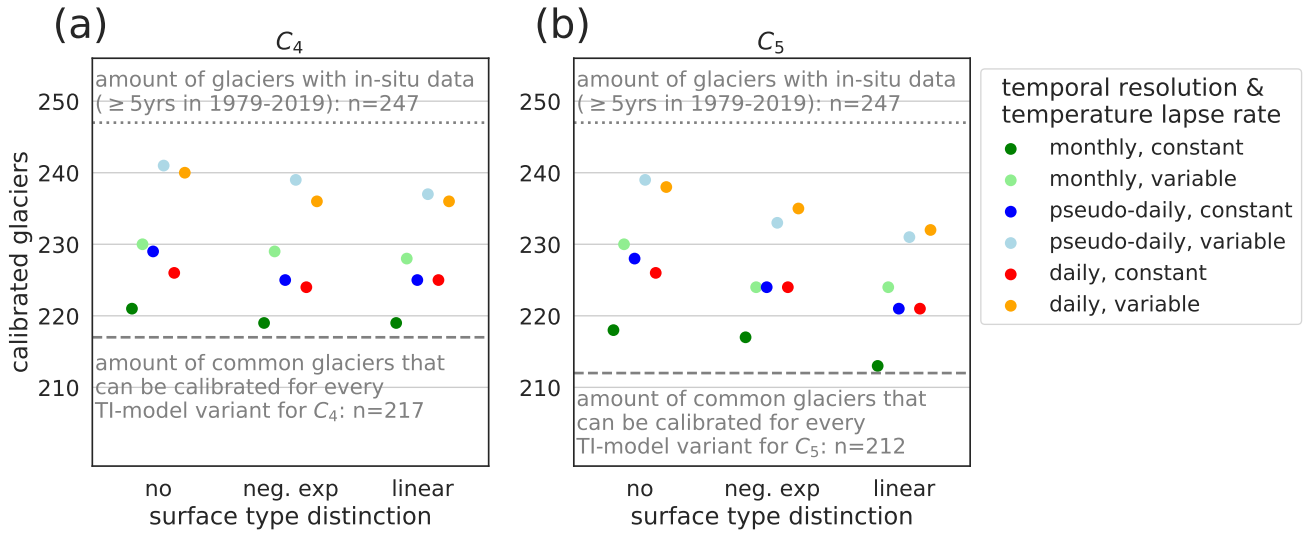 (a)
C4
amount of glaciers with in-situ data
(≥5yrs in 1979-2019): n=247
250
240
230
220
210
calibrated glaciers
amount of common glaciers that
can be calibrated for every
TI-model variant for C4: n=217
no neg. exp linear
surface type distinction
(b)
C5
amount of glaciers with in-situ data
(≥5yrs in 1979-2019): n=247
250
240
230
220
210
amount of common glaciers that
can be calibrated for every
TI-model variant for C5: n=212
no neg. exp linear
surface type distinction
temporal resolution &
temperature lapse rate
monthly, constant
monthly, variable
pseudo-daily, constant
pseudo-daily, variable
daily, constant
daily, variable